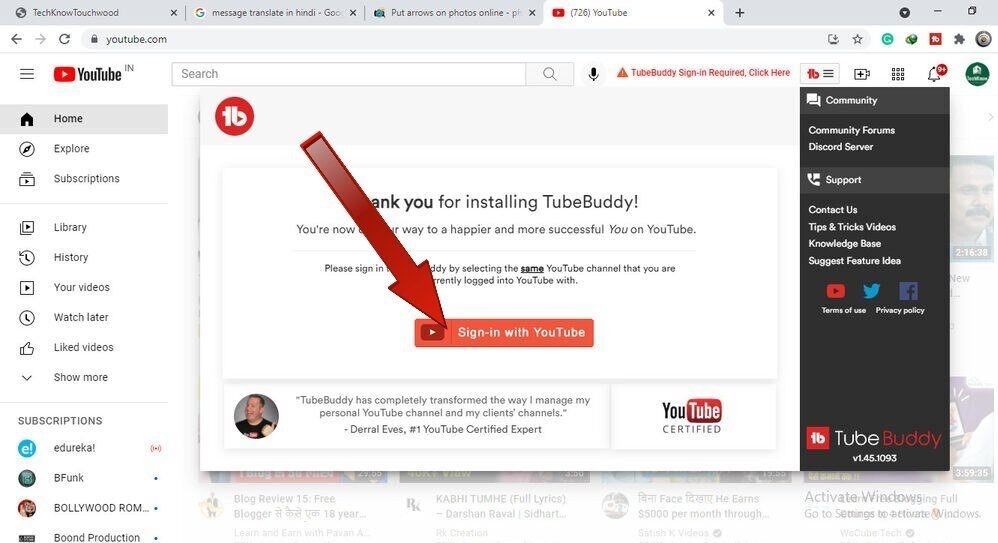 TechKnowTouchwood
message translate in hindi - Goo
Put arrows on photos online - ph
(726) YouTube
youtube.com
YouTube IN
Search
TubeBuddy Sign-in Required, Click Here
9+
Home
Explore
Subscriptions
Library
History
Your videos
Watch later
Liked videos
Show more
SUBSCRIPTIONS
edureka!
BFunk
BOLLYWOOD ROM...
Boond Production
ank you for installing TubeBuddy!
You're now on your way to a happier and more successful You on YouTube.
Please sign in ddy by selecting the same YouTube channel that you are
rrently logged into YouTube with.
Sign-in with YouTube
"TubeBuddy has completely transformed the way I manage my
personal YouTube channel and my clients' channels."
- Derral Eves, #1 YouTube Certified Expert
YouTube
CERTIFIED
Community
Community Forums
Discord Server
Support
Contact Us
Tips & Tricks Videos
Knowledge Base
Suggest Feature Idea
Terms of use Privacy policy
TubeBuddy
v1.45.1093
2:16:38
New
3:59:35
Blog Review 15: Free
Blogger से कैसे एक 18 year...
Learn and Earn with Pavan A...
KABHI TUMHE (Full Lyrics)
– Darshan Raval | Sidhart...
Rk Creation
बिना Face दिखाए He Earns
$5000 per month through...
Satish K Videos
Full
WsCube Tech
Activate Windows
Go to Settings to activate Windows.